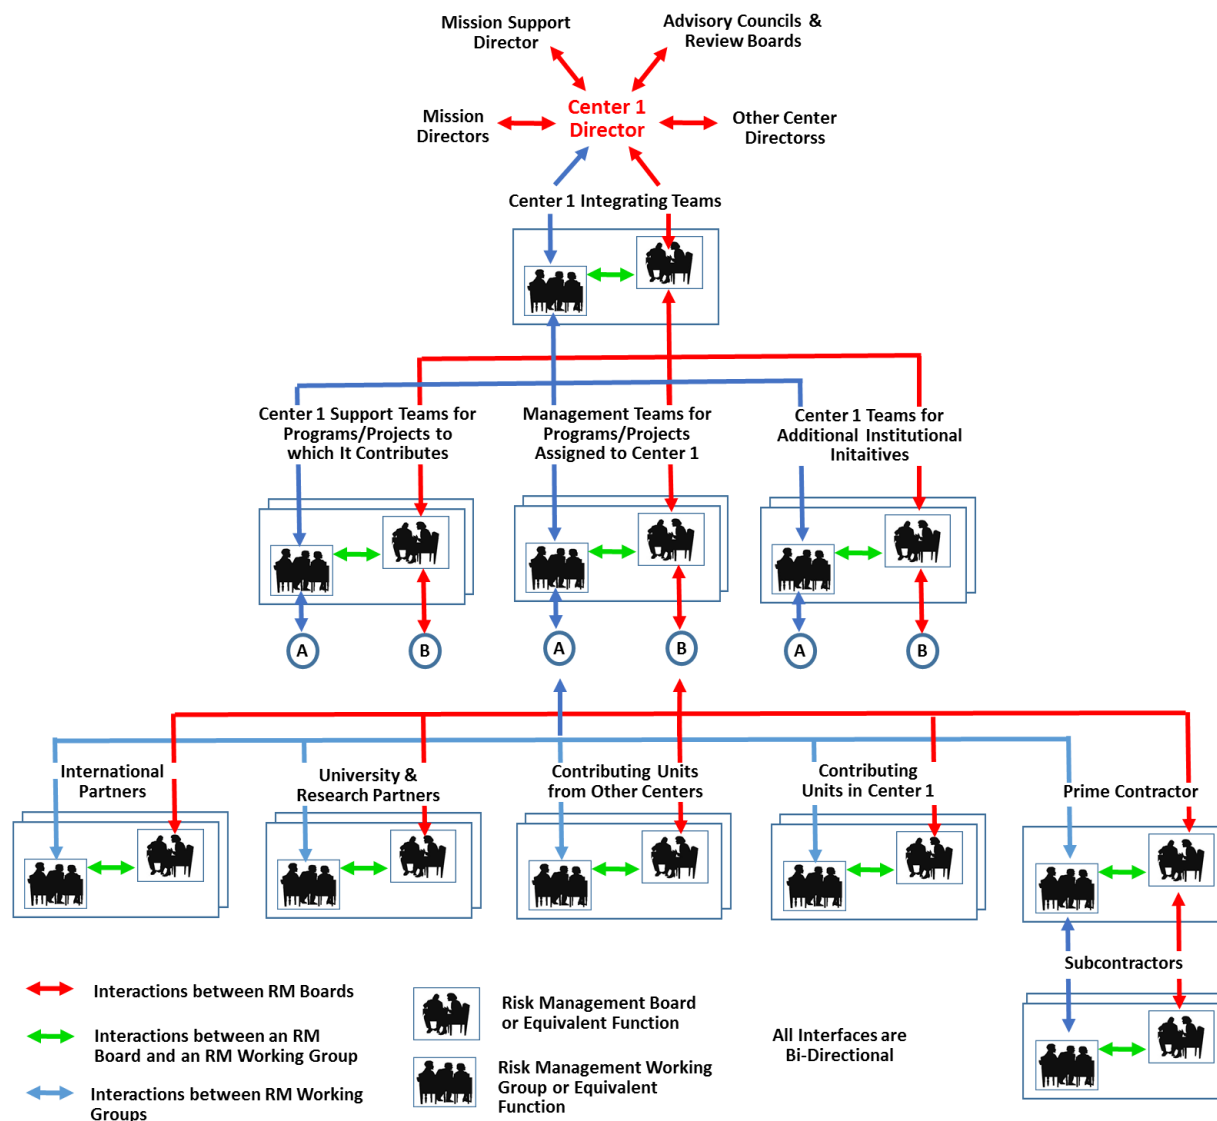 Mission Support
Director
Advisory Councils &
Review Boards
Mission
Directors
Center 1
Director
Other Center
Directorss
Center 1 Integrating Teams
Center 1 Support Teams for
Programs/Projects to
which It Contributes
Management Teams for
Programs/Projects
Assigned to Center 1
Center 1 Teams for
Additional Institutional
Initaitives
A
B
A
B
A
B
International
Partners
University &
Research Partners
Contributing Units
from Other Centers
Contributing
Units in Center 1
Prime Contractor
Subcontractors
Interactions between RM Boards
Interactions between an RM
Board and an RM Working Group
Interactions between RM Working
Groups
Risk Management Board
or Equivalent Function
Risk Management Working
Group or Equivalent
Function
All Interfaces are
Bi-Directional